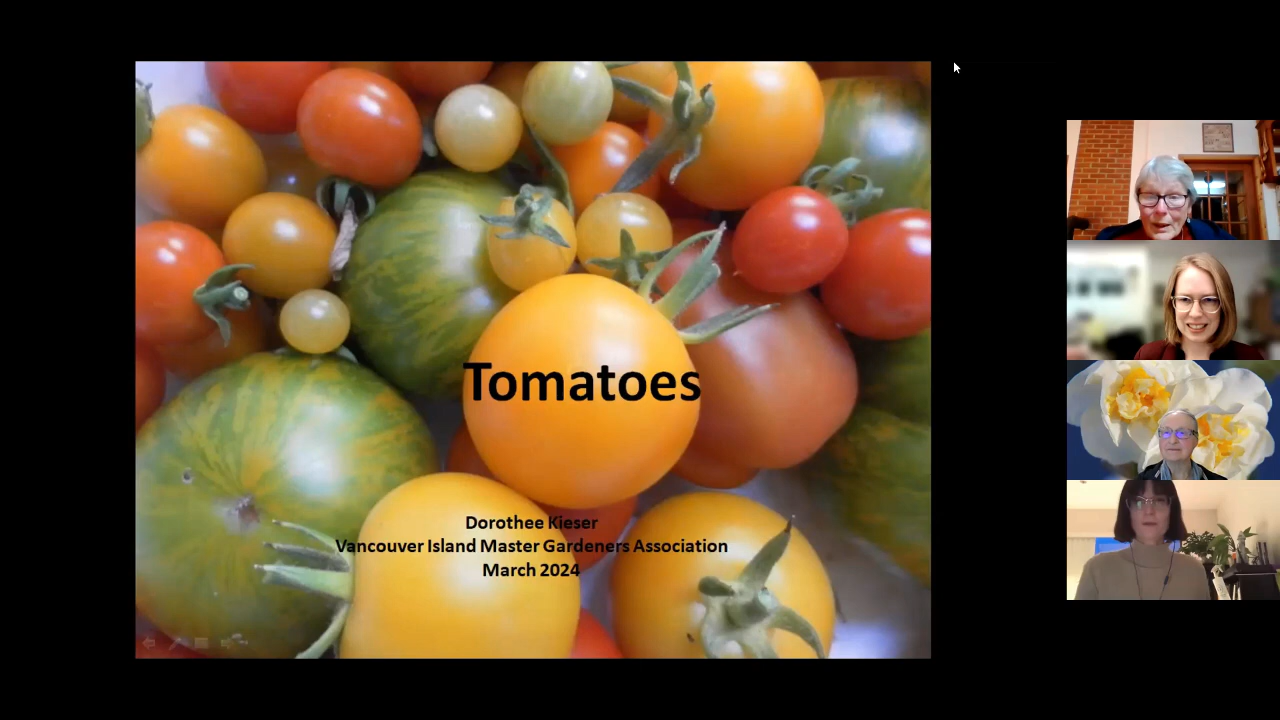 Tomatoes
Dorothee Kieser
Vancouver Island Master Gardeners Association
March 2024